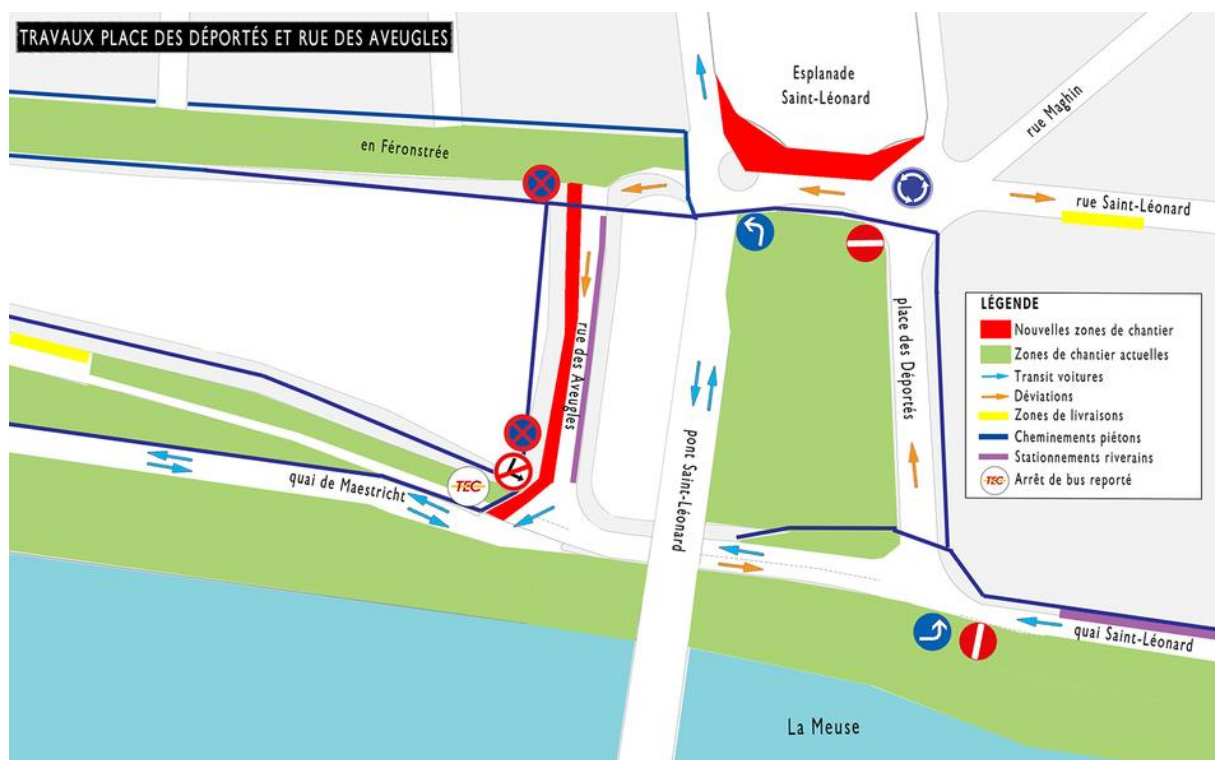 TRAVAUX PLACE DES DÉPORTÉS ET RUE DES AVEUGLES
Esplanade
Saint-Léonard
rue Maghin
en Féronstrée
rue Saint-Léonard
LÉGENDE
Nouvelles zones de chantier
Zones de chantier actuelles
Transit voitures
Déviations
Zones de livraisons
Cheminements piétons
Stationnements riverains
TEC Arrêt de bus reporté
rue des Aveugles
place des Déportés
pont Saint-Léonard
TEC
quai de Maestricht
quai Saint-Léonard
La Meuse